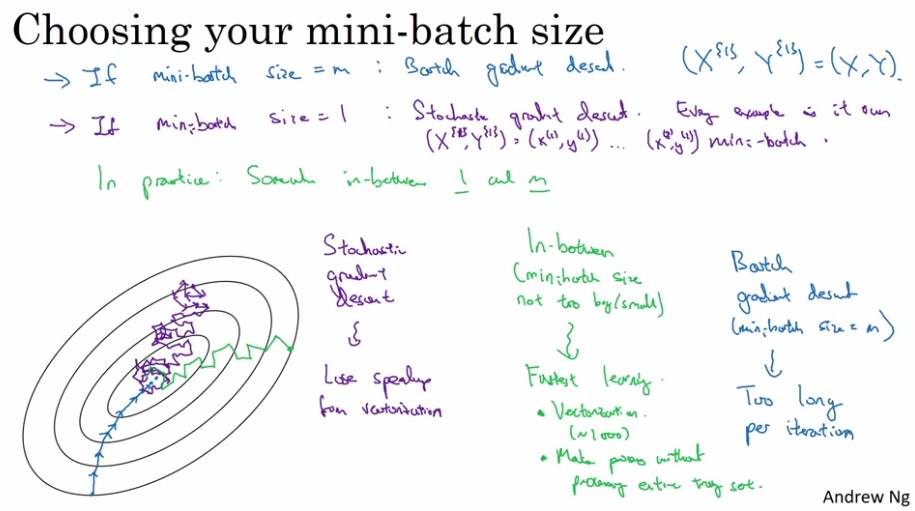 Choosing your mini-batch size
→ If mini-batch size = m : Batch gradient descent. (X^{1}, Y^{1}) = (X, Y).
→ If mini-batch size = 1 : Stochastic gradient descent. Every example is it own
(X^{1}, Y^{1}) = (x^(1), y^(1)) ... (x^(2), y^(2)) mini-batch.
In practice: Somewhere in-between 1 and m
Stochastic
gradient
descent
Lose speedup
from vectorization
In-between
(mini-batch size
not too big/small)
Fastest learning.
• Vectorization.
(~1000)
• Make progress without
processing entire training set.
Batch
gradient descent
(mini-batch size = m)
Too long
per iteration
Andrew Ng